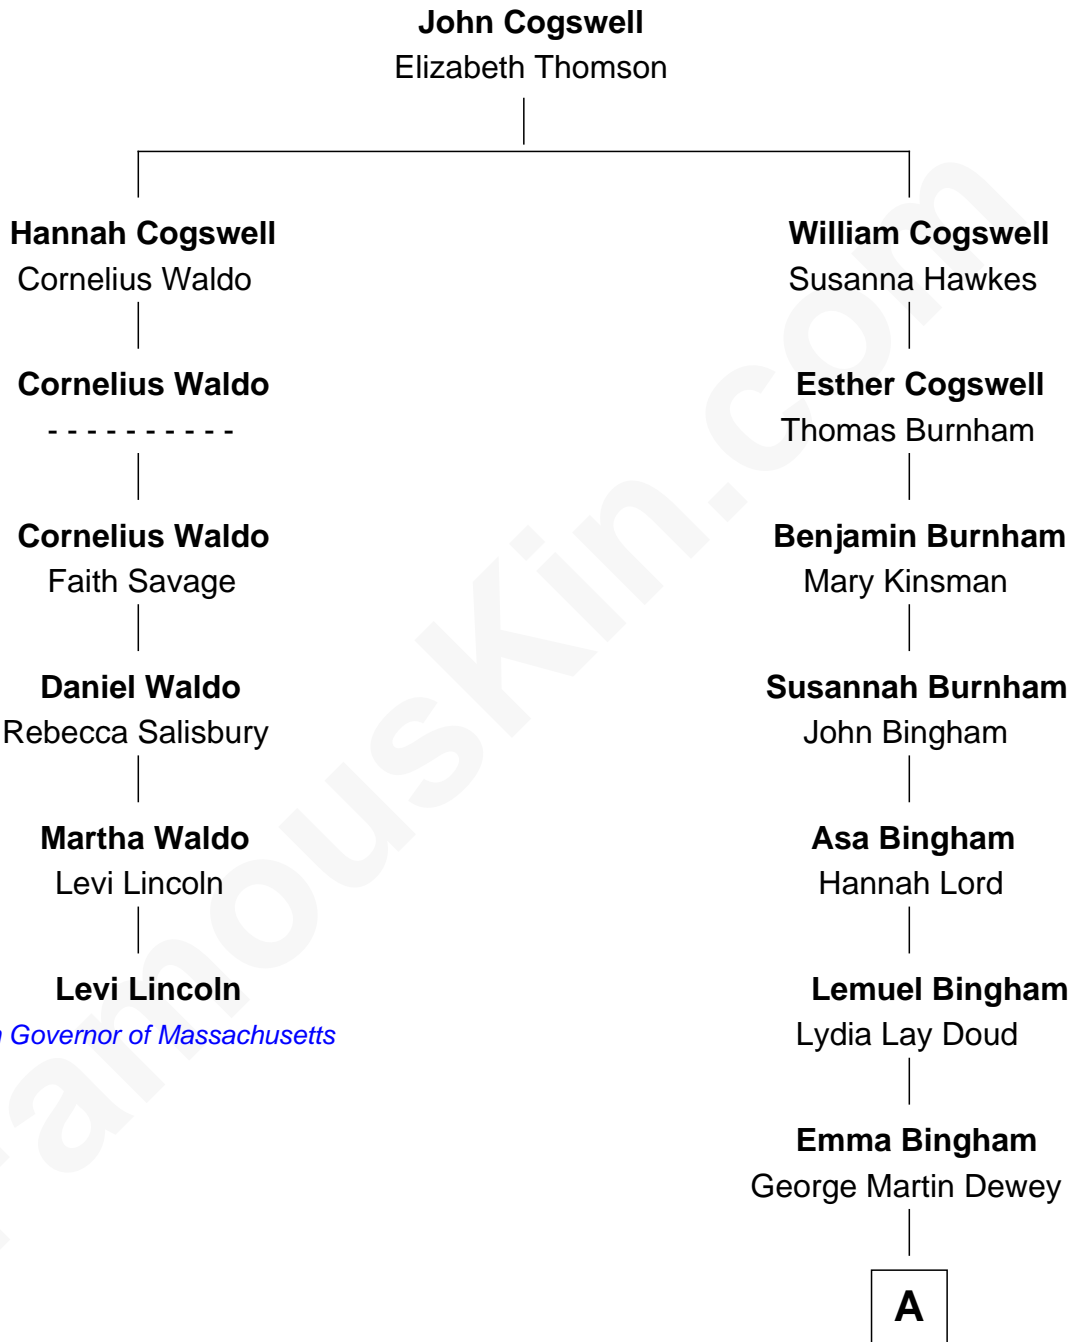 John Cogswell
Elizabeth Thomson
Hannah Cogswell
Cornelius Waldo
Cornelius Waldo
- - - - - - - - - -
Cornelius Waldo
Faith Savage
Daniel Waldo
Rebecca Salisbury
Martha Waldo
Levi Lincoln
Levi Lincoln
Governor of Massachusetts
William Cogswell
Susanna Hawkes
Esther Cogswell
Thomas Burnham
Benjamin Burnham
Mary Kinsman
Susannah Burnham
John Bingham
Asa Bingham
Hannah Lord
Lemuel Bingham
Lydia Lay Doud
Emma Bingham
George Martin Dewey
A
FamousKin.com